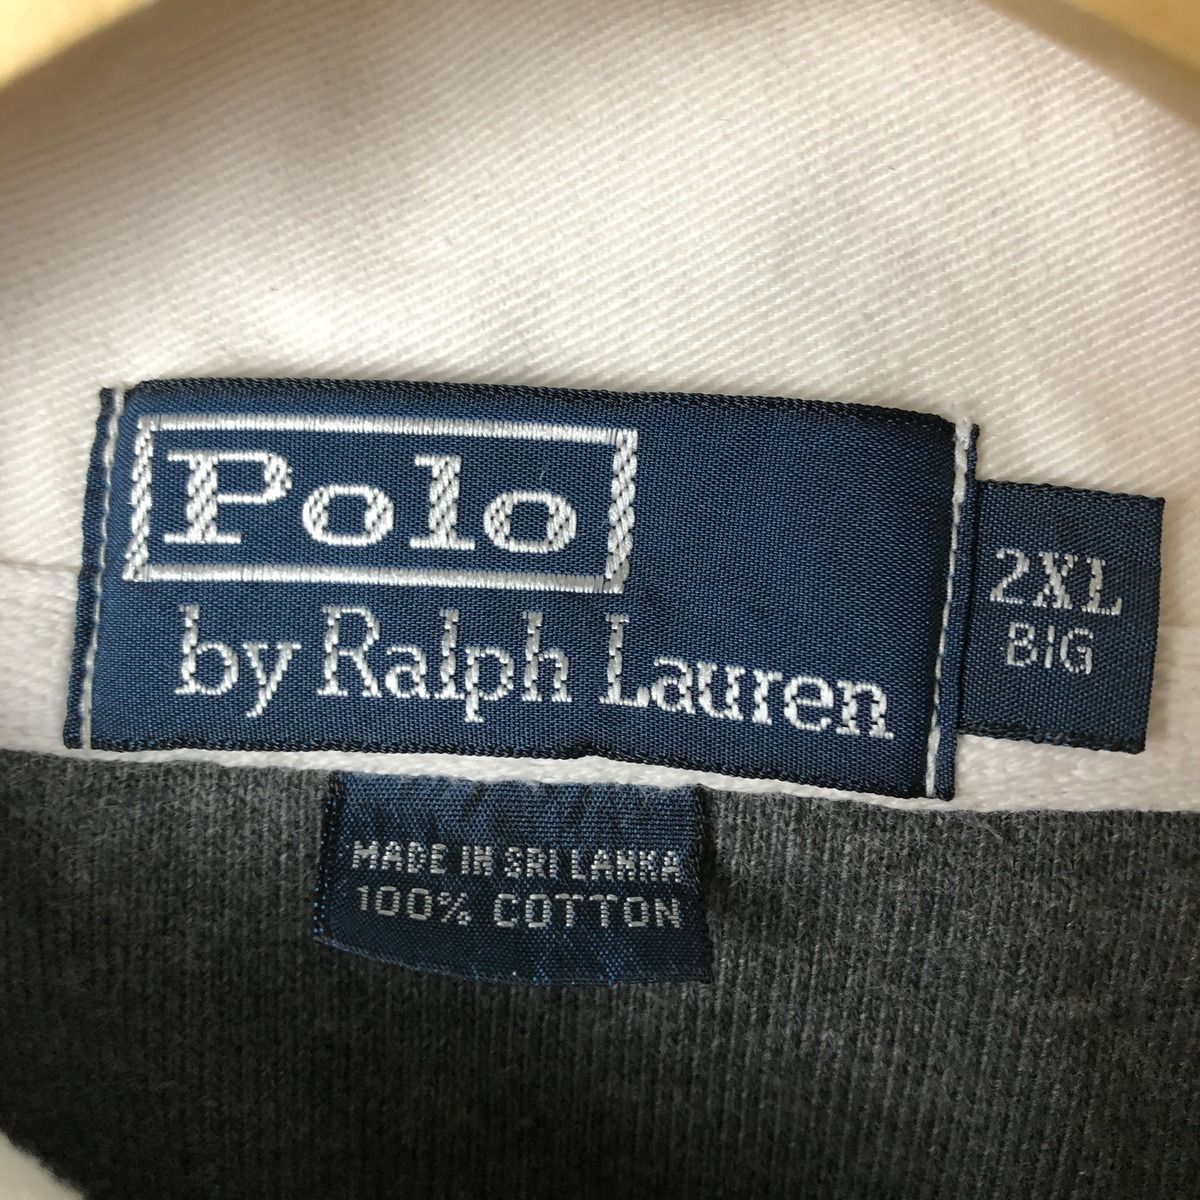 Polo
by Ralph Lauren
2XL
BIG
MADE IN SRI LANKA
100% COTTON